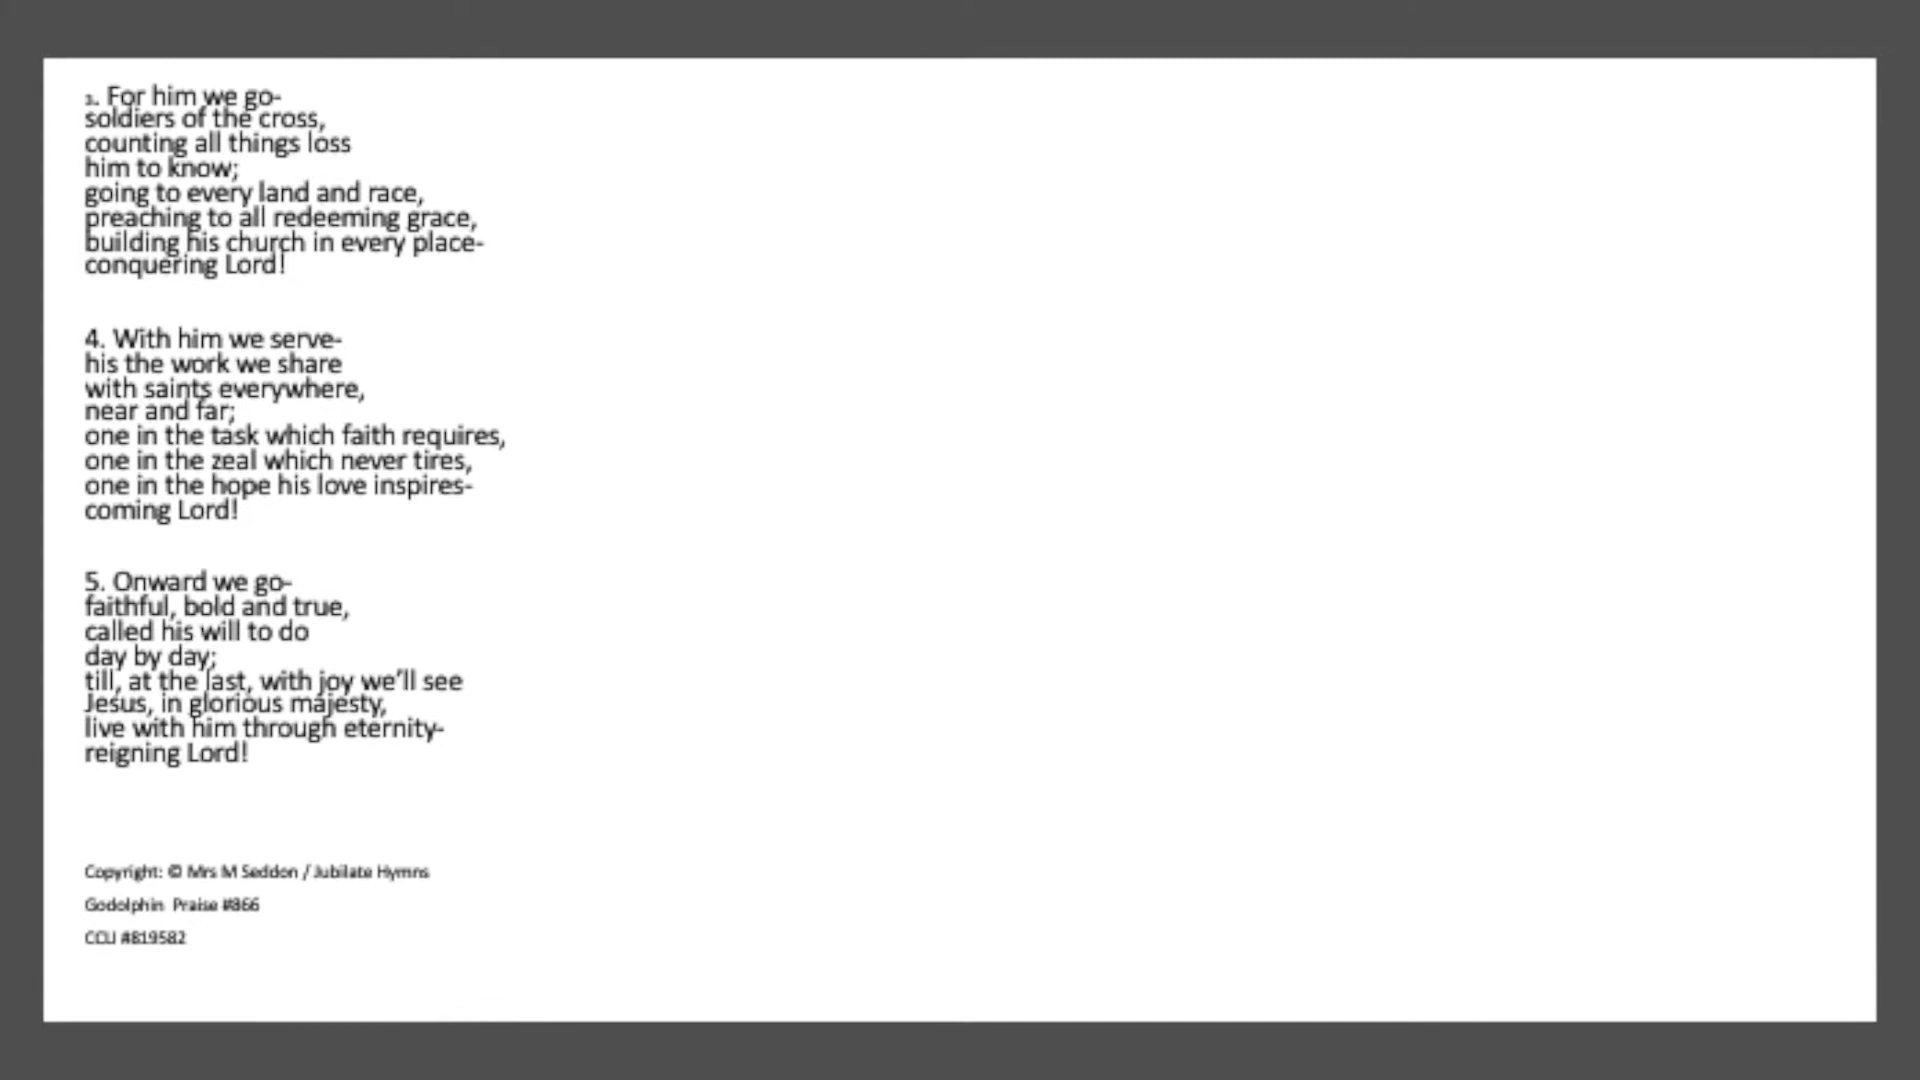 3. For him we go-
soldiers of the cross,
counting all things loss
him to know;
going to every land and race,
preaching to all redeeming grace,
building his church in every place-
conquering Lord!
4. With him we serve-
his the work we share
with saints everywhere,
near and far;
one in the task which faith requires,
one in the zeal which never tires,
one in the hope his love inspires-
coming Lord!
5. Onward we go-
faithful, bold and true,
called his will to do
day by day;
till, at the last, with joy we'll see
Jesus, in glorious majesty,
live with him through eternity-
reigning Lord!
Copyright: © Mrs M Seddon / Jubilate Hymns
Godolphin Praise #866
CCLI #819582